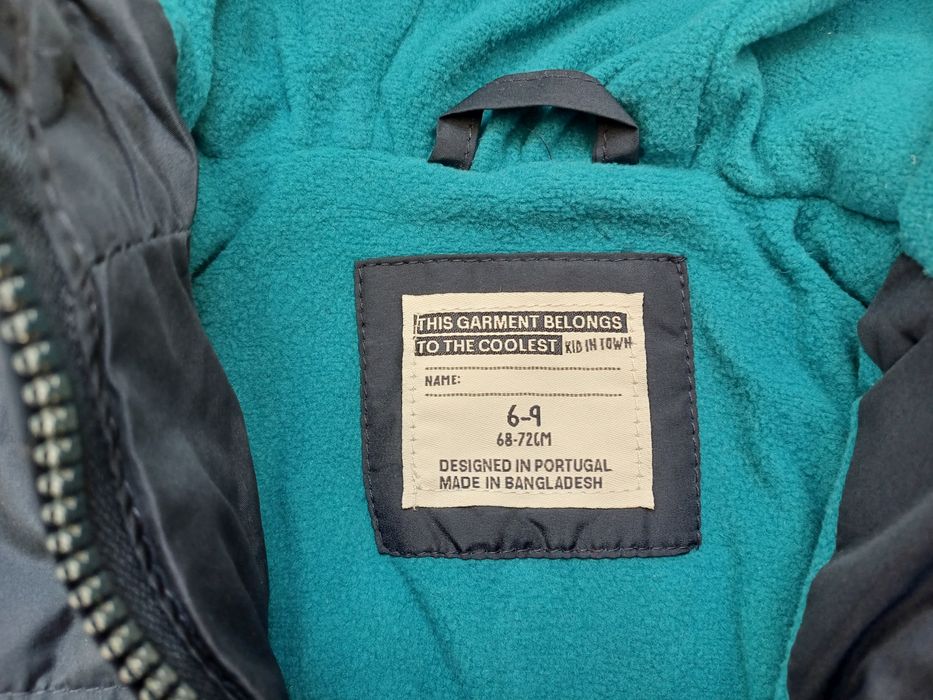 THIS GARMENT BELONGS
TO THE COOLEST KID IN TOWN
NAME:
6-9
68-72CM
DESIGNED IN PORTUGAL
MADE IN BANGLADESH